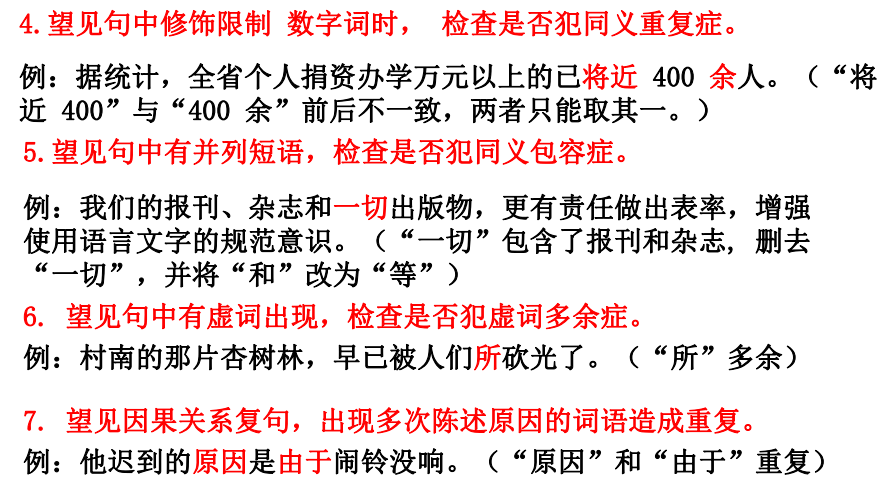 4.望见句中修饰限制 数字词时， 检查是否犯同义重复症。
例：据统计，全省个人捐资办学万元以上的已将近 400 余人。（“将
近 400”与“400 余”前后不一致，两者只能取其一。）
5.望见句中有并列短语，检查是否犯同义包容症。
例：我们的报刊、杂志和一切出版物，更有责任做出表率，增强
使用语言文字的规范意识。（“一切”包含了报刊和杂志, 删去
“一切”，并将“和”改为“等”）
6. 望见句中有虚词出现，检查是否犯虚词多余症。
例：村南的那片杏树林，早已被人们所砍光了。（“所”多余）
7. 望见因果关系复句，出现多次陈述原因的词语造成重复。
例：他迟到的原因是由于闹铃没响。（“原因”和“由于”重复）